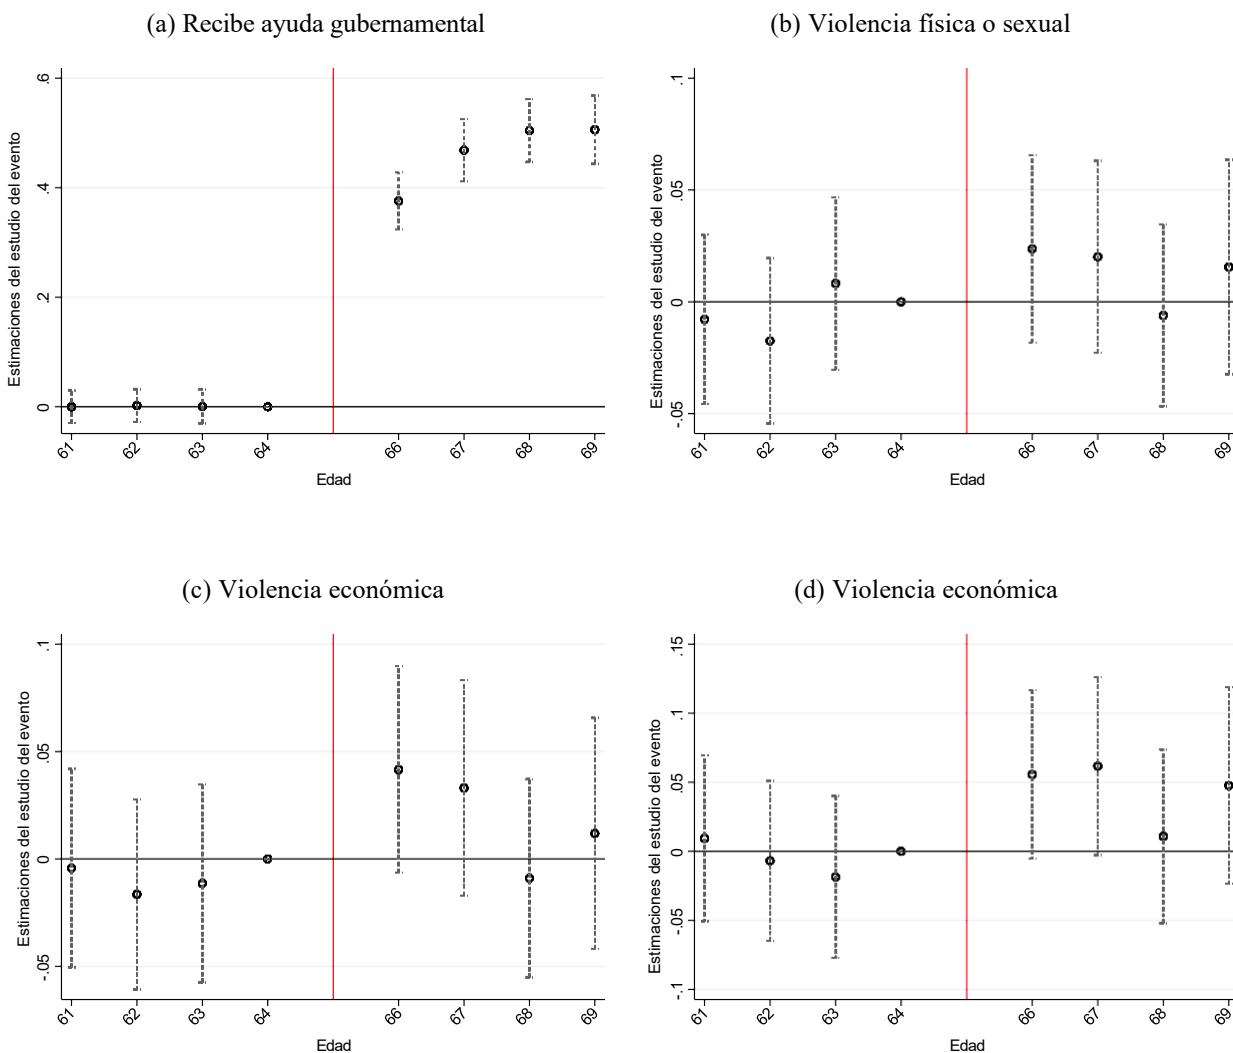 (a) Recibe ayuda gubernamental
Estimaciones del estudio del evento
.6
.4
.2
0
61 62 63 64 66 67 68 69
Edad
(b) Violencia física o sexual
Estimaciones del estudio del evento
.1
.05
0
-.05
61 62 63 64 66 67 68 69
Edad
(c) Violencia económica
Estimaciones del estudio del evento
.1
.05
0
-.05
61 62 63 64 66 67 68 69
Edad
(d) Violencia económica
Estimaciones del estudio del evento
.15
.1
.05
0
-.05
-.1
61 62 63 64 66 67 68 69
Edad